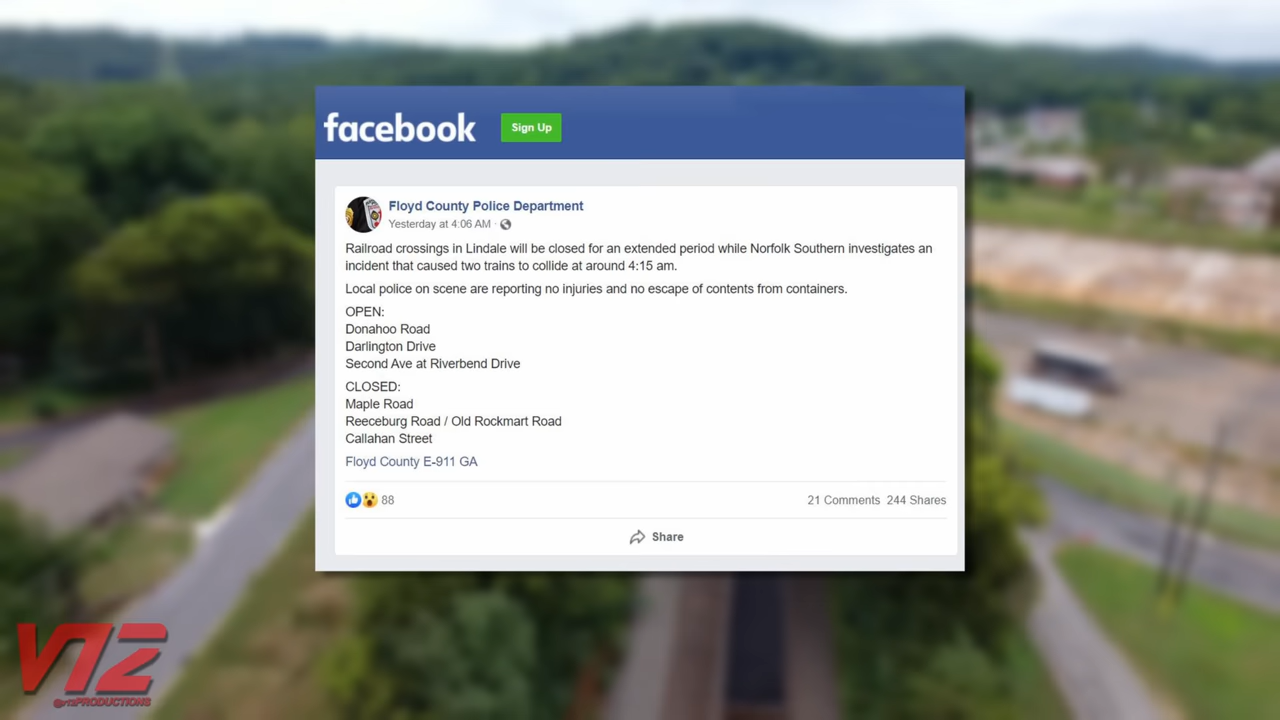 facebook
Sign Up
Floyd County Police Department
Yesterday at 4:06 AM ·
Railroad crossings in Lindale will be closed for an extended period while Norfolk Southern investigates an
incident that caused two trains to collide at around 4:15 am.
Local police on scene are reporting no injuries and no escape of contents from containers.
OPEN:
Donahoo Road
Darlington Drive
Second Ave at Riverbend Drive
CLOSED:
Maple Road
Reeceburg Road / Old Rockmart Road
Callahan Street
Floyd County E-911 GA
88
21 Comments 244 Shares
Share
V12
@v12PRODUCTIONS